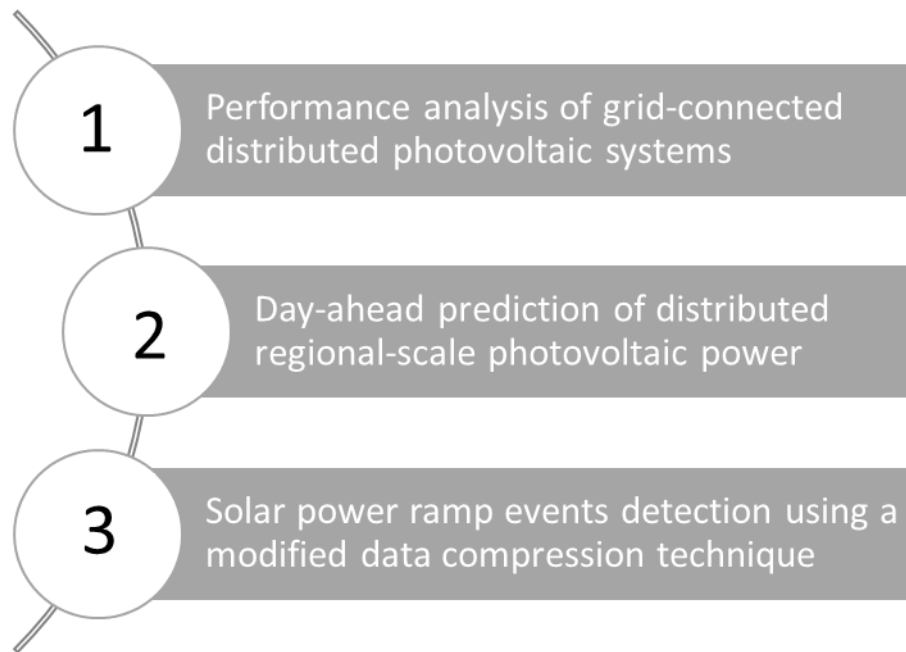 1
Performance analysis of grid-connected
distributed photovoltaic systems
2
Day-ahead prediction of distributed
regional-scale photovoltaic power
3
Solar power ramp events detection using a
modified data compression technique